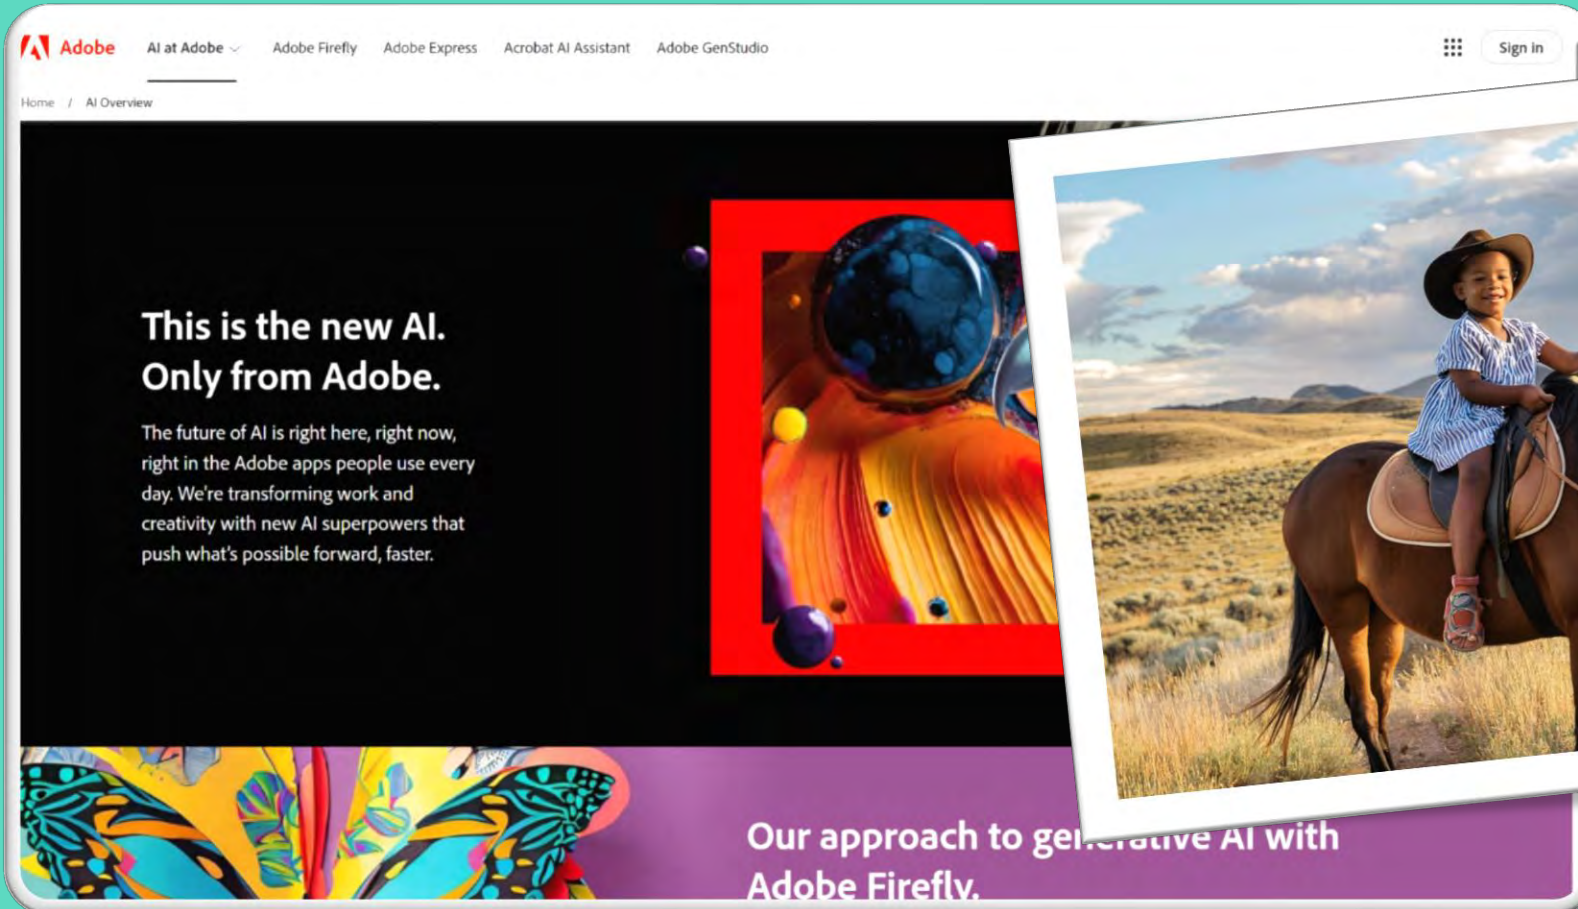 Adobe
AI at Adobe
Adobe Firefly
Adobe Express
Acrobat AI Assistant
Adobe GenStudio
Sign in
Home / AI Overview
This is the new AI.
Only from Adobe.
The future of AI is right here, right now,
right in the Adobe apps people use every
day. We're transforming work and
creativity with new AI superpowers that
push what's possible forward, faster.
Our approach to generative AI with
Adobe Firefly.